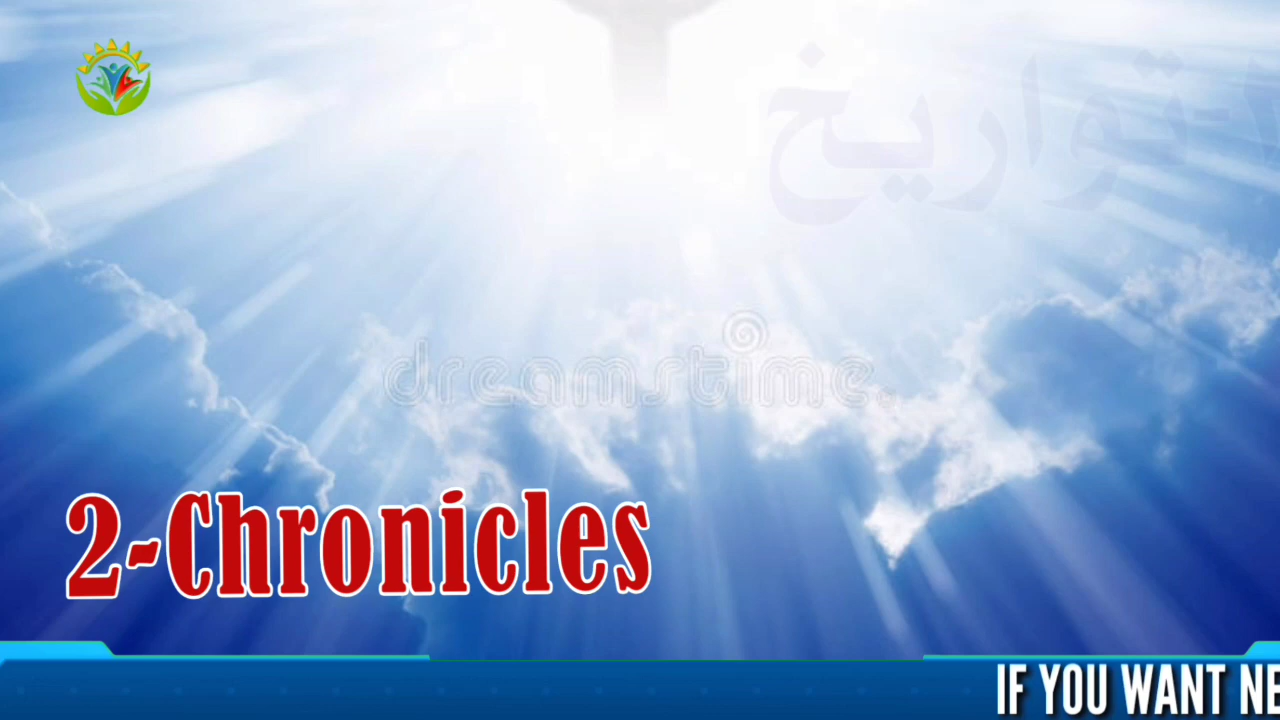 تواریخ
dreamstime
2-Chronicles
IF YOU WANT NE